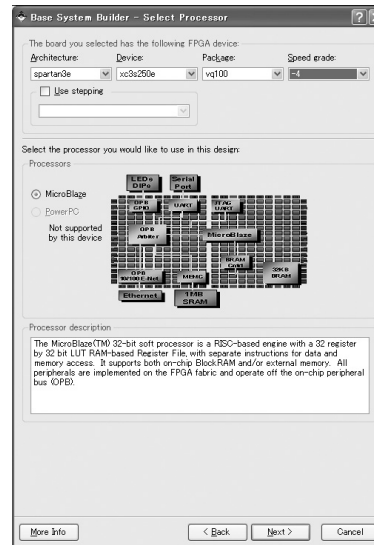 Base System Builder - Select Processor
The board you selected has the following FPGA device:
Architecture: Device: Package: Speed grade:
spartan3e xc3s250e vq100 -4
Use stepping
Select the processor you would like to use in this design:
Processors
LEDs DIPs
Serial Port
OPB GPIO
UART
JTAG UART
MicroBlaze
PowerPC
Not supported
by this device
OPB Arbiter
MicroBlaze
BRAM Cntrl
OPB 10/100 E-Net
MEMC
32KB BRAM
Ethernet
1MB SRAM
Processor description
The MicroBlaze(TM) 32-bit soft processor is a RISC-based engine with a 32 register
by 32 bit LUT RAM-based Register File, with separate instructions for data and
memory access. It supports both on-chip BlockRAM and/or external memory. All
peripherals are implemented on the FPGA fabric and operate off the on-chip peripheral
bus (OPB).
More Info < Back Next > Cancel